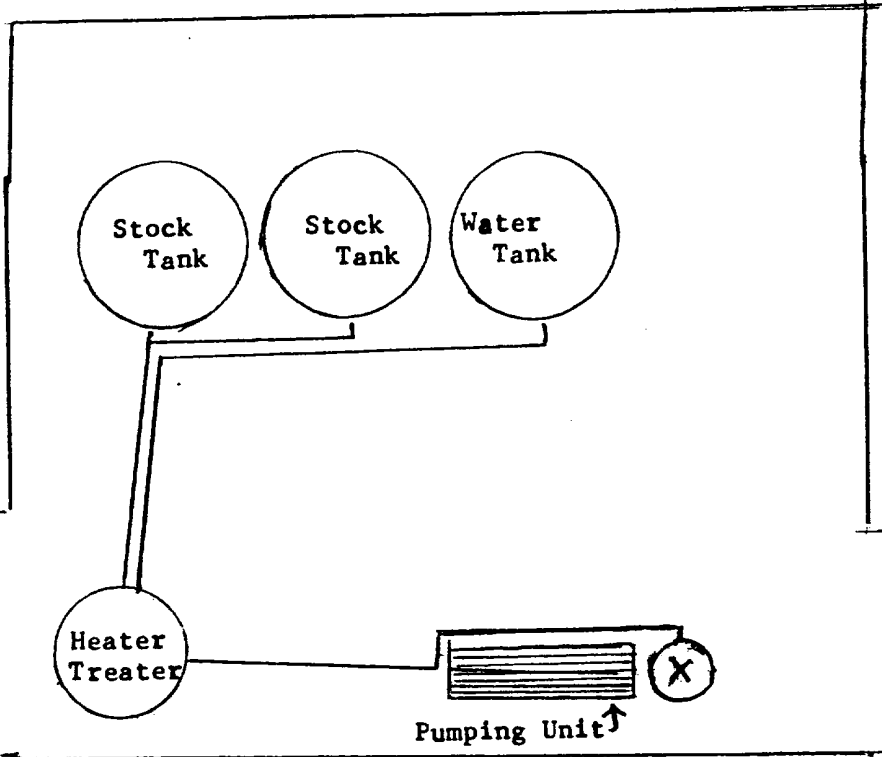 Stock
Tank
Stock
Tank
Water
Tank
Heater
Treater
X
Pumping Unit